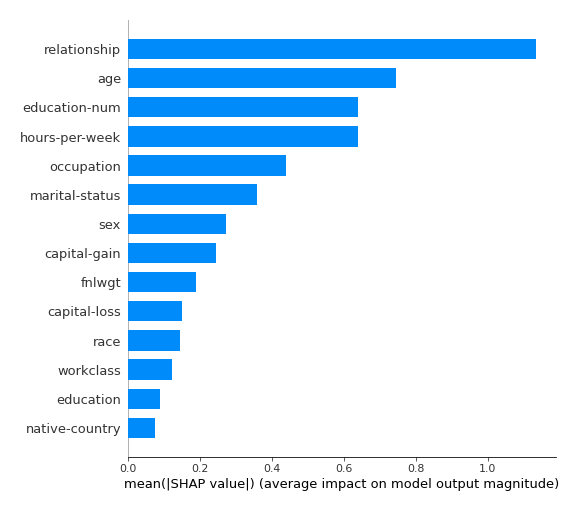 relationship
age
education-num
hours-per-week
occupation
marital-status
sex
capital-gain
fnlwgt
capital-loss
race
workclass
education
native-country
0.0 0.2 0.4 0.6 0.8 1.0
mean(|SHAP value|) (average impact on model output magnitude)